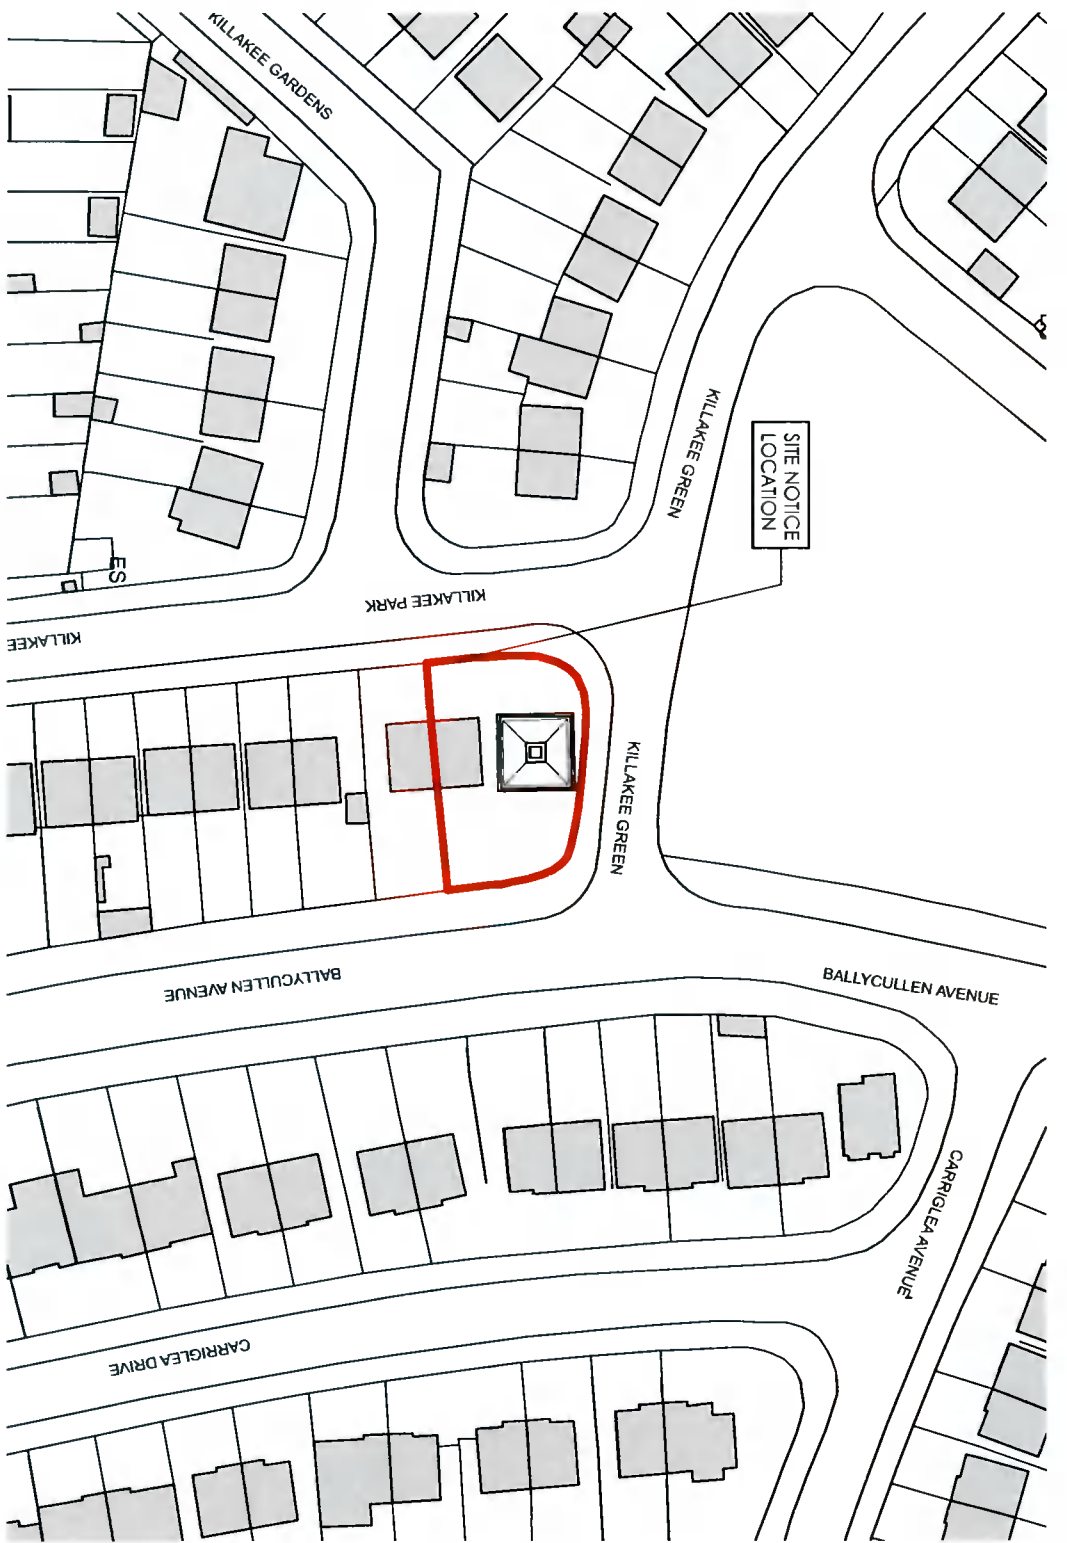 KILLAKEE GARDENS
KILLAKEE GREEN
SITE NOTICE
LOCATION
ES
KILLAKEE PARK
KILLAKEE
KILLAKEE GREEN
BALLYCULLEN AVENUE
BALLYCULLEN AVENUE
CARRIGLEA AVENUE
CARRIGLEA DRIVE